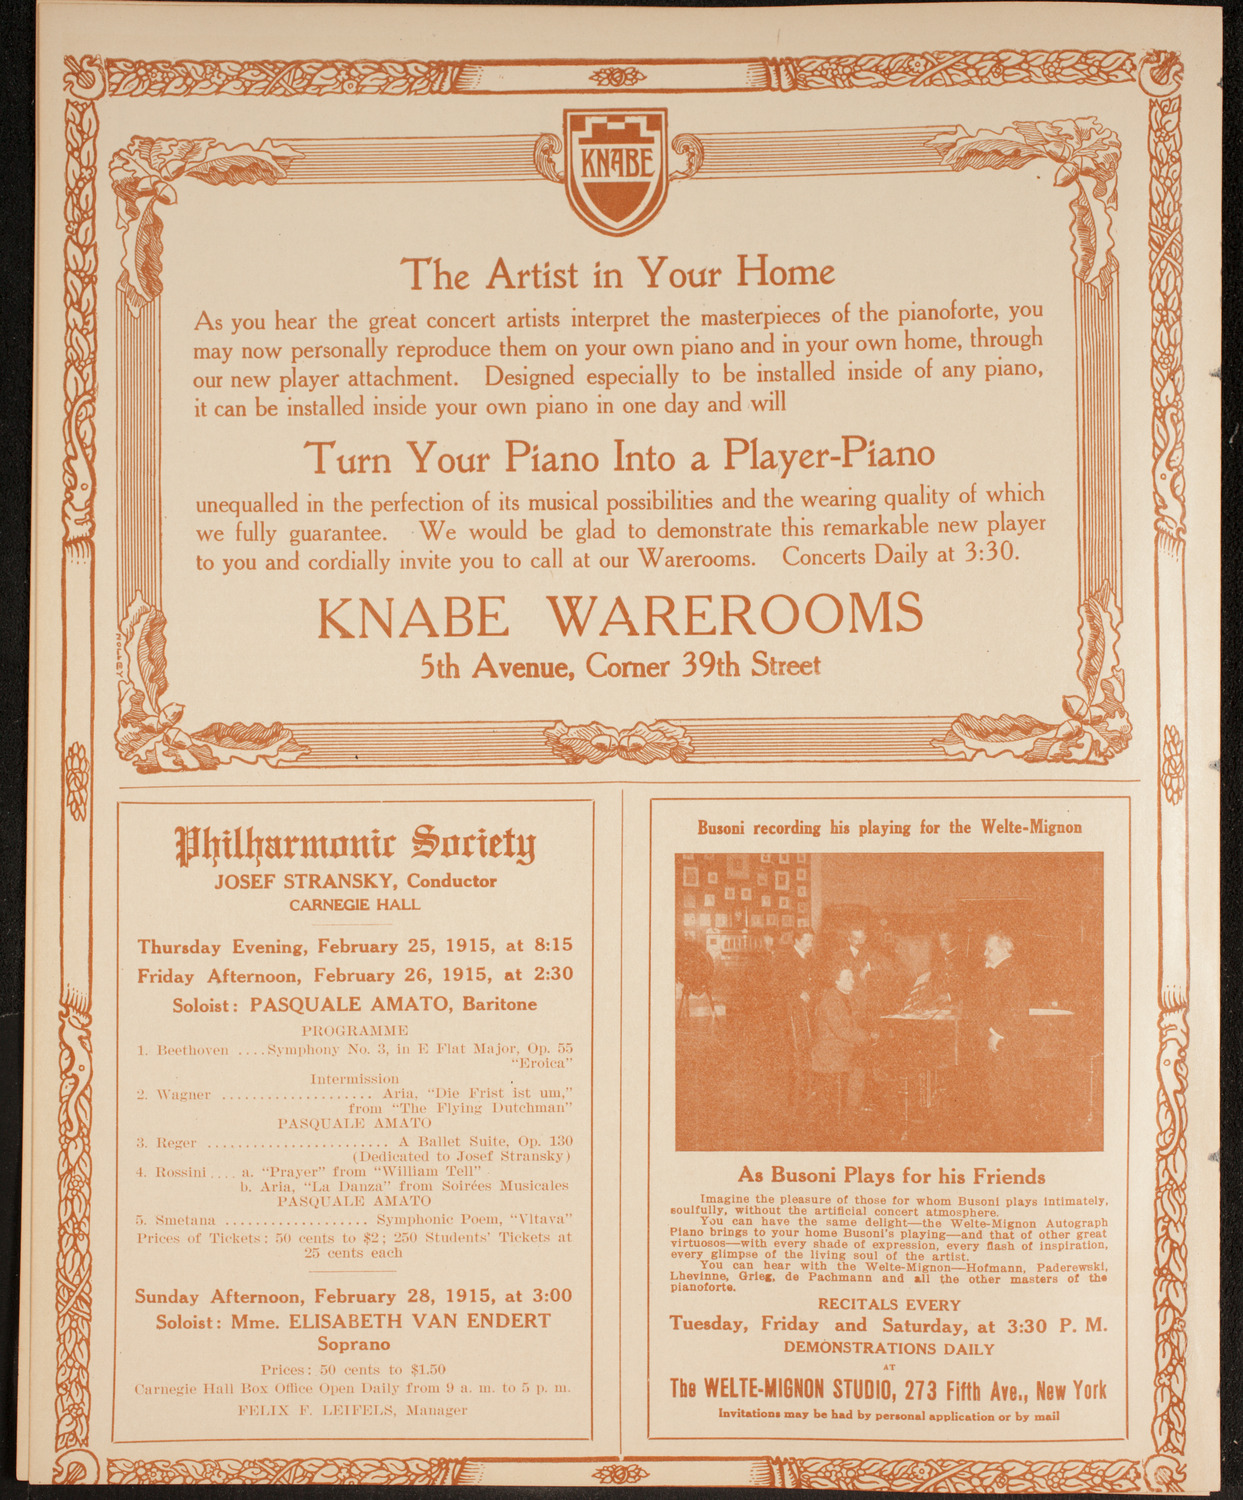 KNABE
The Artist in Your Home
As you hear the great concert artists interpret the masterpieces of the pianoforte, you
may now personally reproduce them on your own piano and in your own home, through
our new player attachment. Designed especially to be installed inside of any piano,
it can be installed inside your own piano in one day and will
Turn Your Piano Into a Player-Piano
unequalled in the perfection of its musical possibilities and the wearing quality of which
we fully guarantee. We would be glad to demonstrate this remarkable new player
to you and cordially invite you to call at our Warerooms. Concerts Daily at 3:30.
KNABE WAREROOMS
5th Avenue, Corner 39th Street
Philharmonic Society
JOSEF STRANSKY, Conductor
CARNEGIE HALL
Thursday Evening, February 25, 1915, at 8:15
Friday Afternoon, February 26, 1915, at 2:30
Soloist: PASQUALE AMATO, Baritone
PROGRAMME
1. Beethoven ....Symphony No. 3, in E Flat Major, Op. 55
"Eroica"
Intermission
2. Wagner ................... Aria, "Die Frist ist um,"
from "The Flying Dutchman"
PASQUALE AMATO
3. Reger ....................... A Ballet Suite, Op. 130
(Dedicated to Josef Stransky)
4. Rossini.... a. "Prayer" from "William Tell"
b. Aria, "La Danza" from Soirées Musicales
PASQUALE AMATO
5. Smetana .................. Symphonic Poem, "Vltava"
Prices of Tickets: 50 cents to $2; 250 Students' Tickets at
25 cents each
Sunday Afternoon, February 28, 1915, at 3:00
Soloist: Mme. ELISABETH VAN ENDERT
Soprano
Prices: 50 cents to $1.50
Carnegie Hall Box Office Open Daily from 9 a. m. to 5 p. m.
FELIX F. LEIFELS, Manager
Busoni recording his playing for the Welte-Mignon
As Busoni Plays for his Friends
Imagine the pleasure of those for whom Busoni plays intimately,
soulfully, without the artificial concert atmosphere.
You can have the same delight—the Welte-Mignon Autograph
Piano brings to your home Busoni's playing—and that of other great
virtuosos—with every shade of expression, every flash of inspiration,
every glimpse of the living soul of the artist.
You can hear with the Welte-Mignon—Hofmann, Paderewski,
Lhevinne, Grieg, de Pachmann and all the other masters of the
pianoforte.
RECITALS EVERY
Tuesday, Friday and Saturday, at 3:30 P. M.
DEMONSTRATIONS DAILY
AT
The WELTE-MIGNON STUDIO, 273 Fifth Ave., New York
Invitations may be had by personal application or by mail